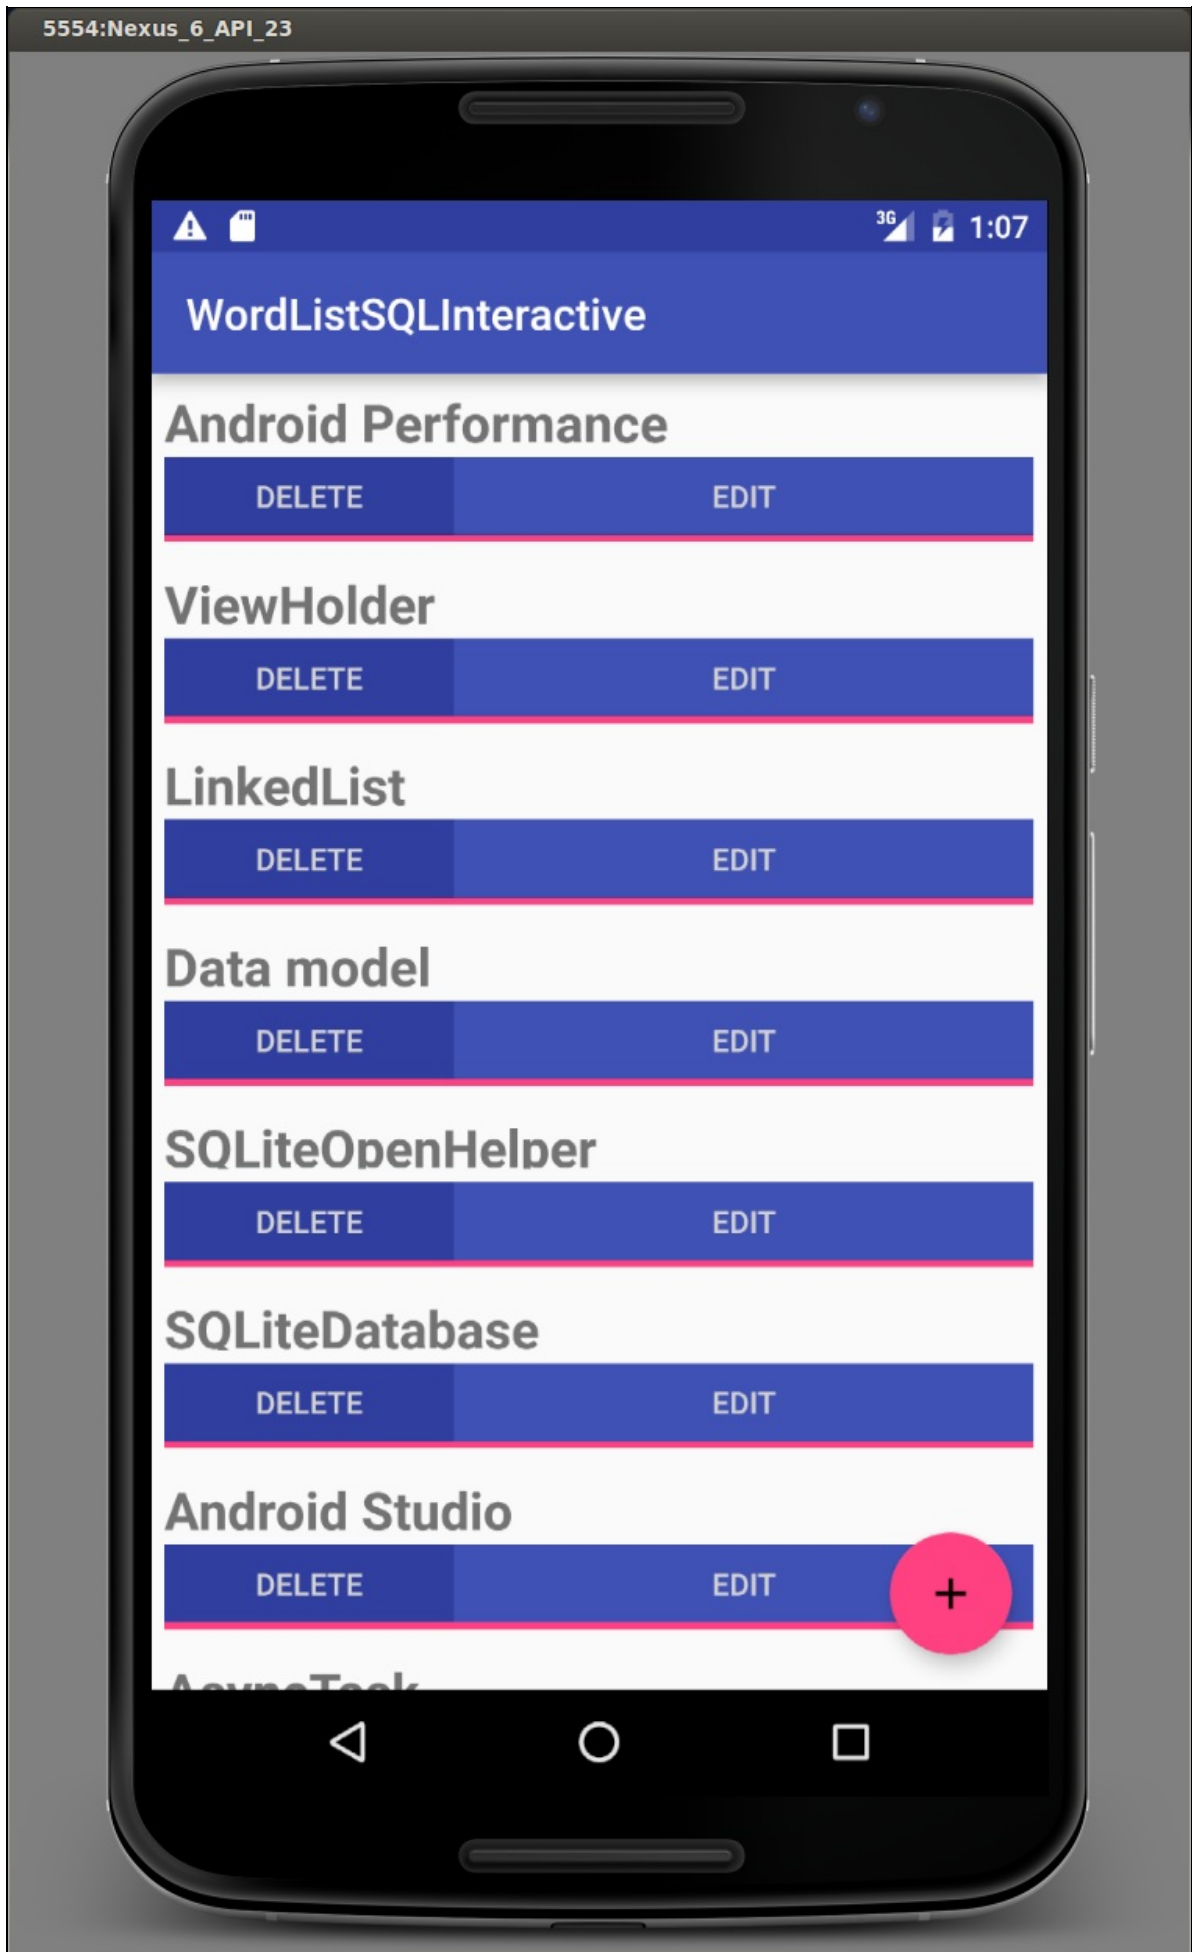 5554:Nexus_6_API_23
3G 1:07
WordListSQLInteractive
Android Performance
DELETE EDIT
ViewHolder
DELETE EDIT
LinkedList
DELETE EDIT
Data model
DELETE EDIT
SQLiteOpenHelper
DELETE EDIT
SQLiteDatabase
DELETE EDIT
Android Studio
DELETE EDIT
+
AsyncTask